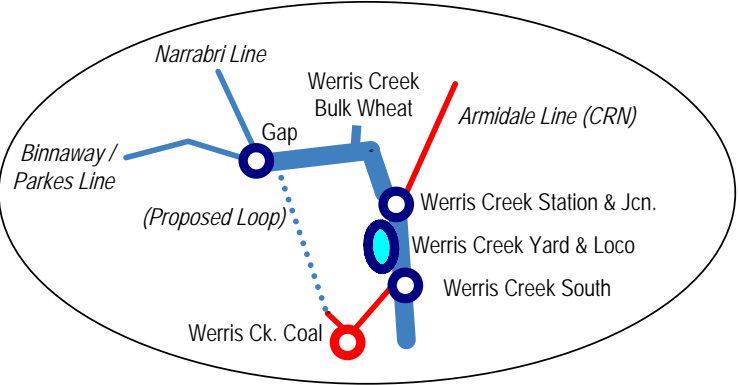 Narrabri Line
Werris Creek
Bulk Wheat
Armidale Line (CRN)
Gap
Binnaway /
Parkes Line
(Proposed Loop)
Werris Creek Station & Jcn.
Werris Creek Yard & Loco
Werris Creek South
Werris Ck. Coal